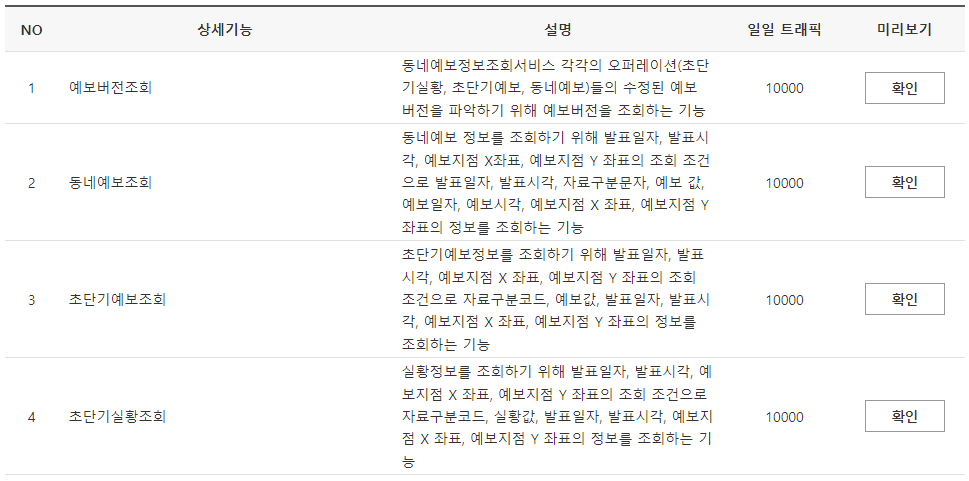 NO 상세기능 설명 일일 트래픽 미리보기
1 예보버전조회 동네예보정보조회서비스 각각의 오퍼레이션(초단
기실황, 초단기예보, 동네예보)들의 수정된 예보
버전을 파악하기 위해 예보버전을 조회하는 기능 10000 확인
2 동네예보조회 동네예보 정보를 조회하기 위해 발표일자, 발표시
각, 예보지점 X좌표, 예보지점 Y 좌표의 조회 조건
으로 발표일자, 발표시각, 자료구분문자, 예보 값,
예보일자, 예보시각, 예보지점 X 좌표, 예보지점 Y
좌표의 정보를 조회하는 기능 10000 확인
3 초단기예보조회 초단기예보정보를 조회하기 위해 발표일자, 발표
시각, 예보지점 X 좌표, 예보지점 Y 좌표의 조회
조건으로 자료구분코드, 예보값, 발표일자, 발표시
각, 예보지점 X 좌표, 예보지점 Y 좌표의 정보를
조회하는 기능 10000 확인
4 초단기실황조회 실황정보를 조회하기 위해 발표일자, 발표시각, 예
보지점 X 좌표, 예보지점 Y 좌표의 조회 조건으로
자료구분코드, 실황값, 발표일자, 발표시각, 예보지
점 X 좌표, 예보지점 Y 좌표의 정보를 조회하는 기
능 10000 확인